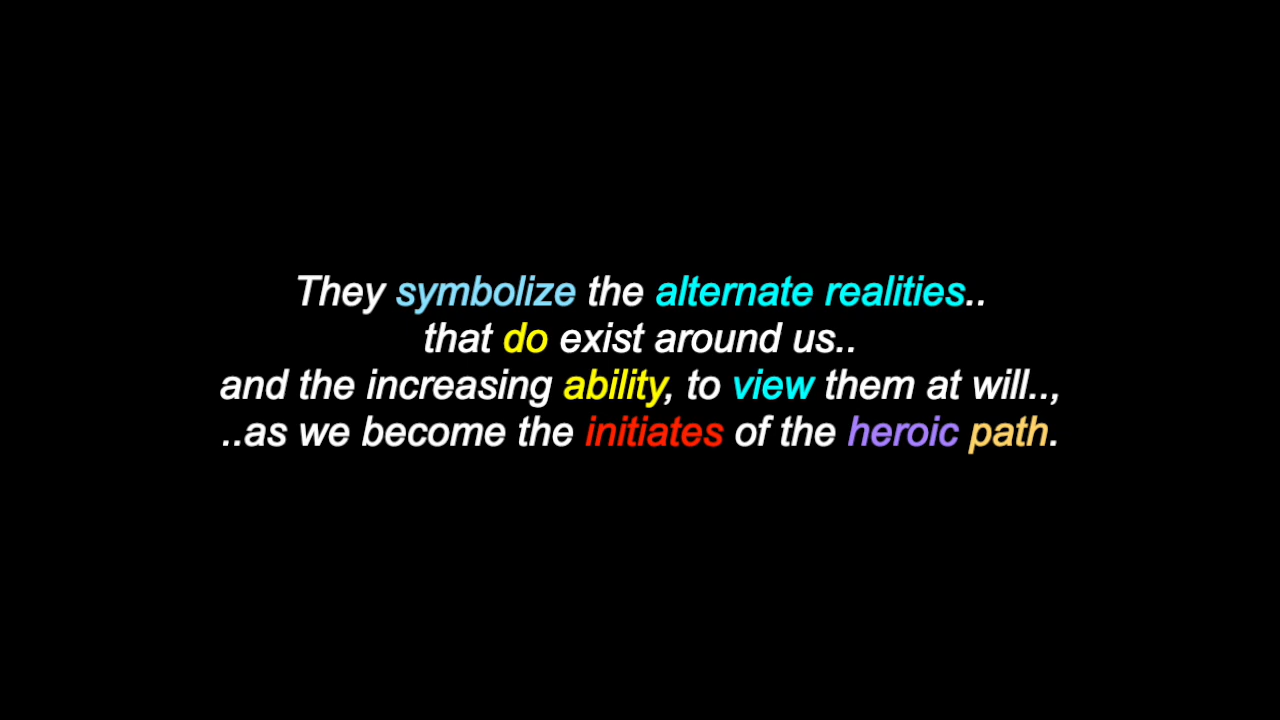 They symbolize the alternate realities..
that do exist around us..
and the increasing ability, to view them at will..,
..as we become the initiates of the heroic path.